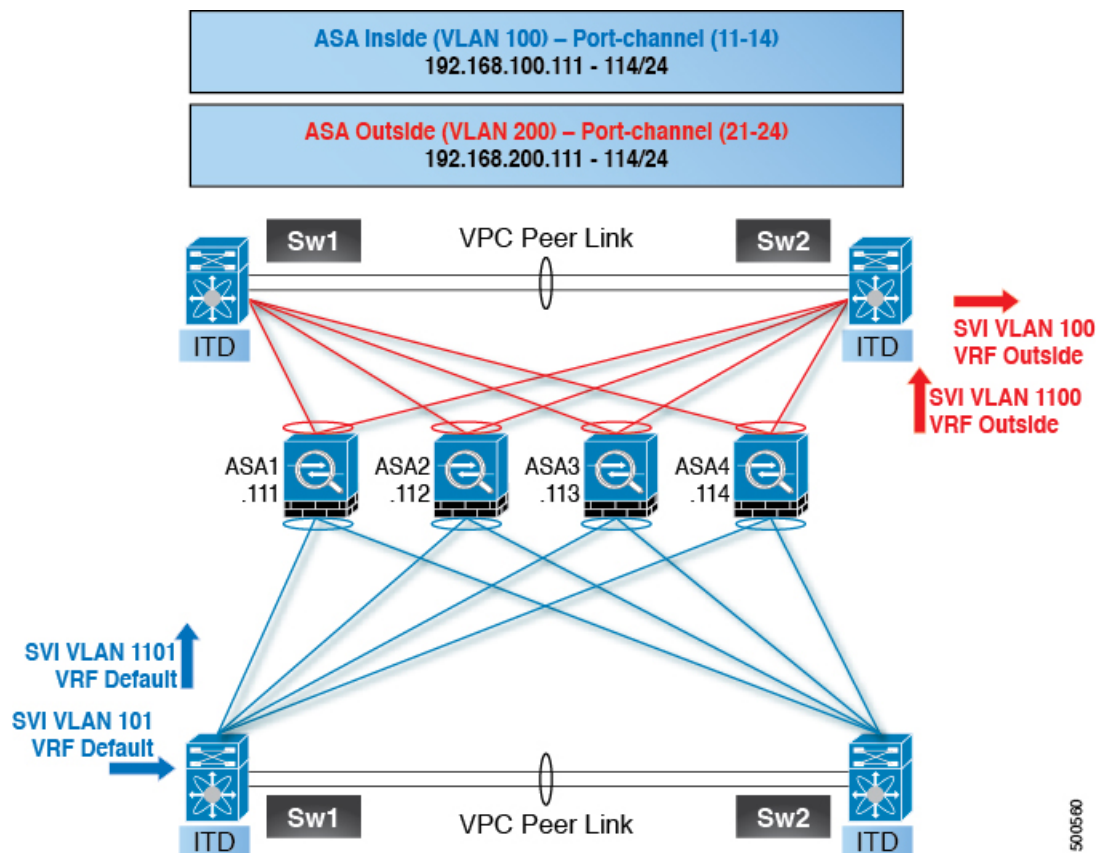 ASA Inside (VLAN 100) – Port-channel (11-14)
192.168.100.111 - 114/24
ASA Outside (VLAN 200) – Port-channel (21-24)
192.168.200.111 - 114/24
Sw1
VPC Peer Link
Sw2
ITD
ITD
SVI VLAN 100
VRF Outside
SVI VLAN 1100
VRF Outside
ASA1
.111
ASA2
.112
ASA3
.113
ASA4
.114
SVI VLAN 1101
VRF Default
SVI VLAN 101
VRF Default
Sw1
VPC Peer Link
Sw2
ITD
ITD
500560